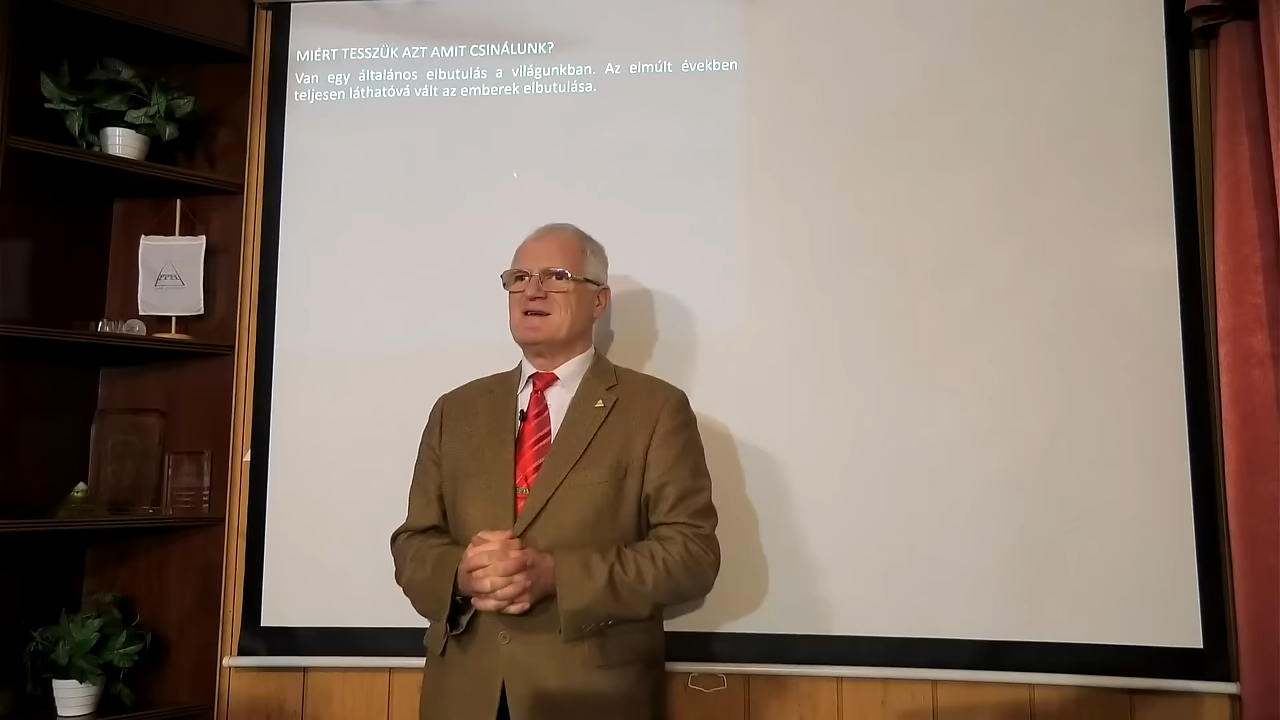 MIÉRT TESSZÜK AZT AMIT CSINÁLUNK?
Van egy általános elbutulás a világunkban. Az elmúlt években
teljesen láthatóvá vált az emberek elbutulása.